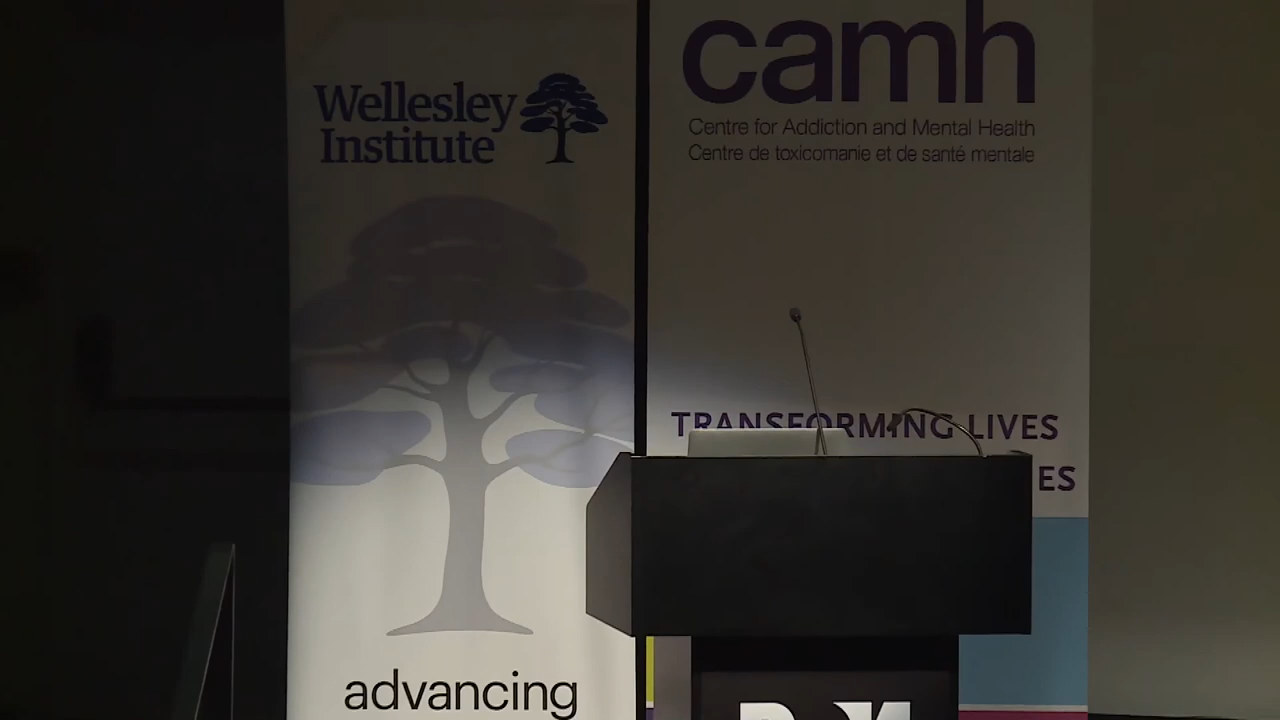 Wellesley
Institute
advancing
camh
Centre for Addiction and Mental Health
Centre de toxicomanie et de santé mentale
TRANSFORMING LIVES
ES